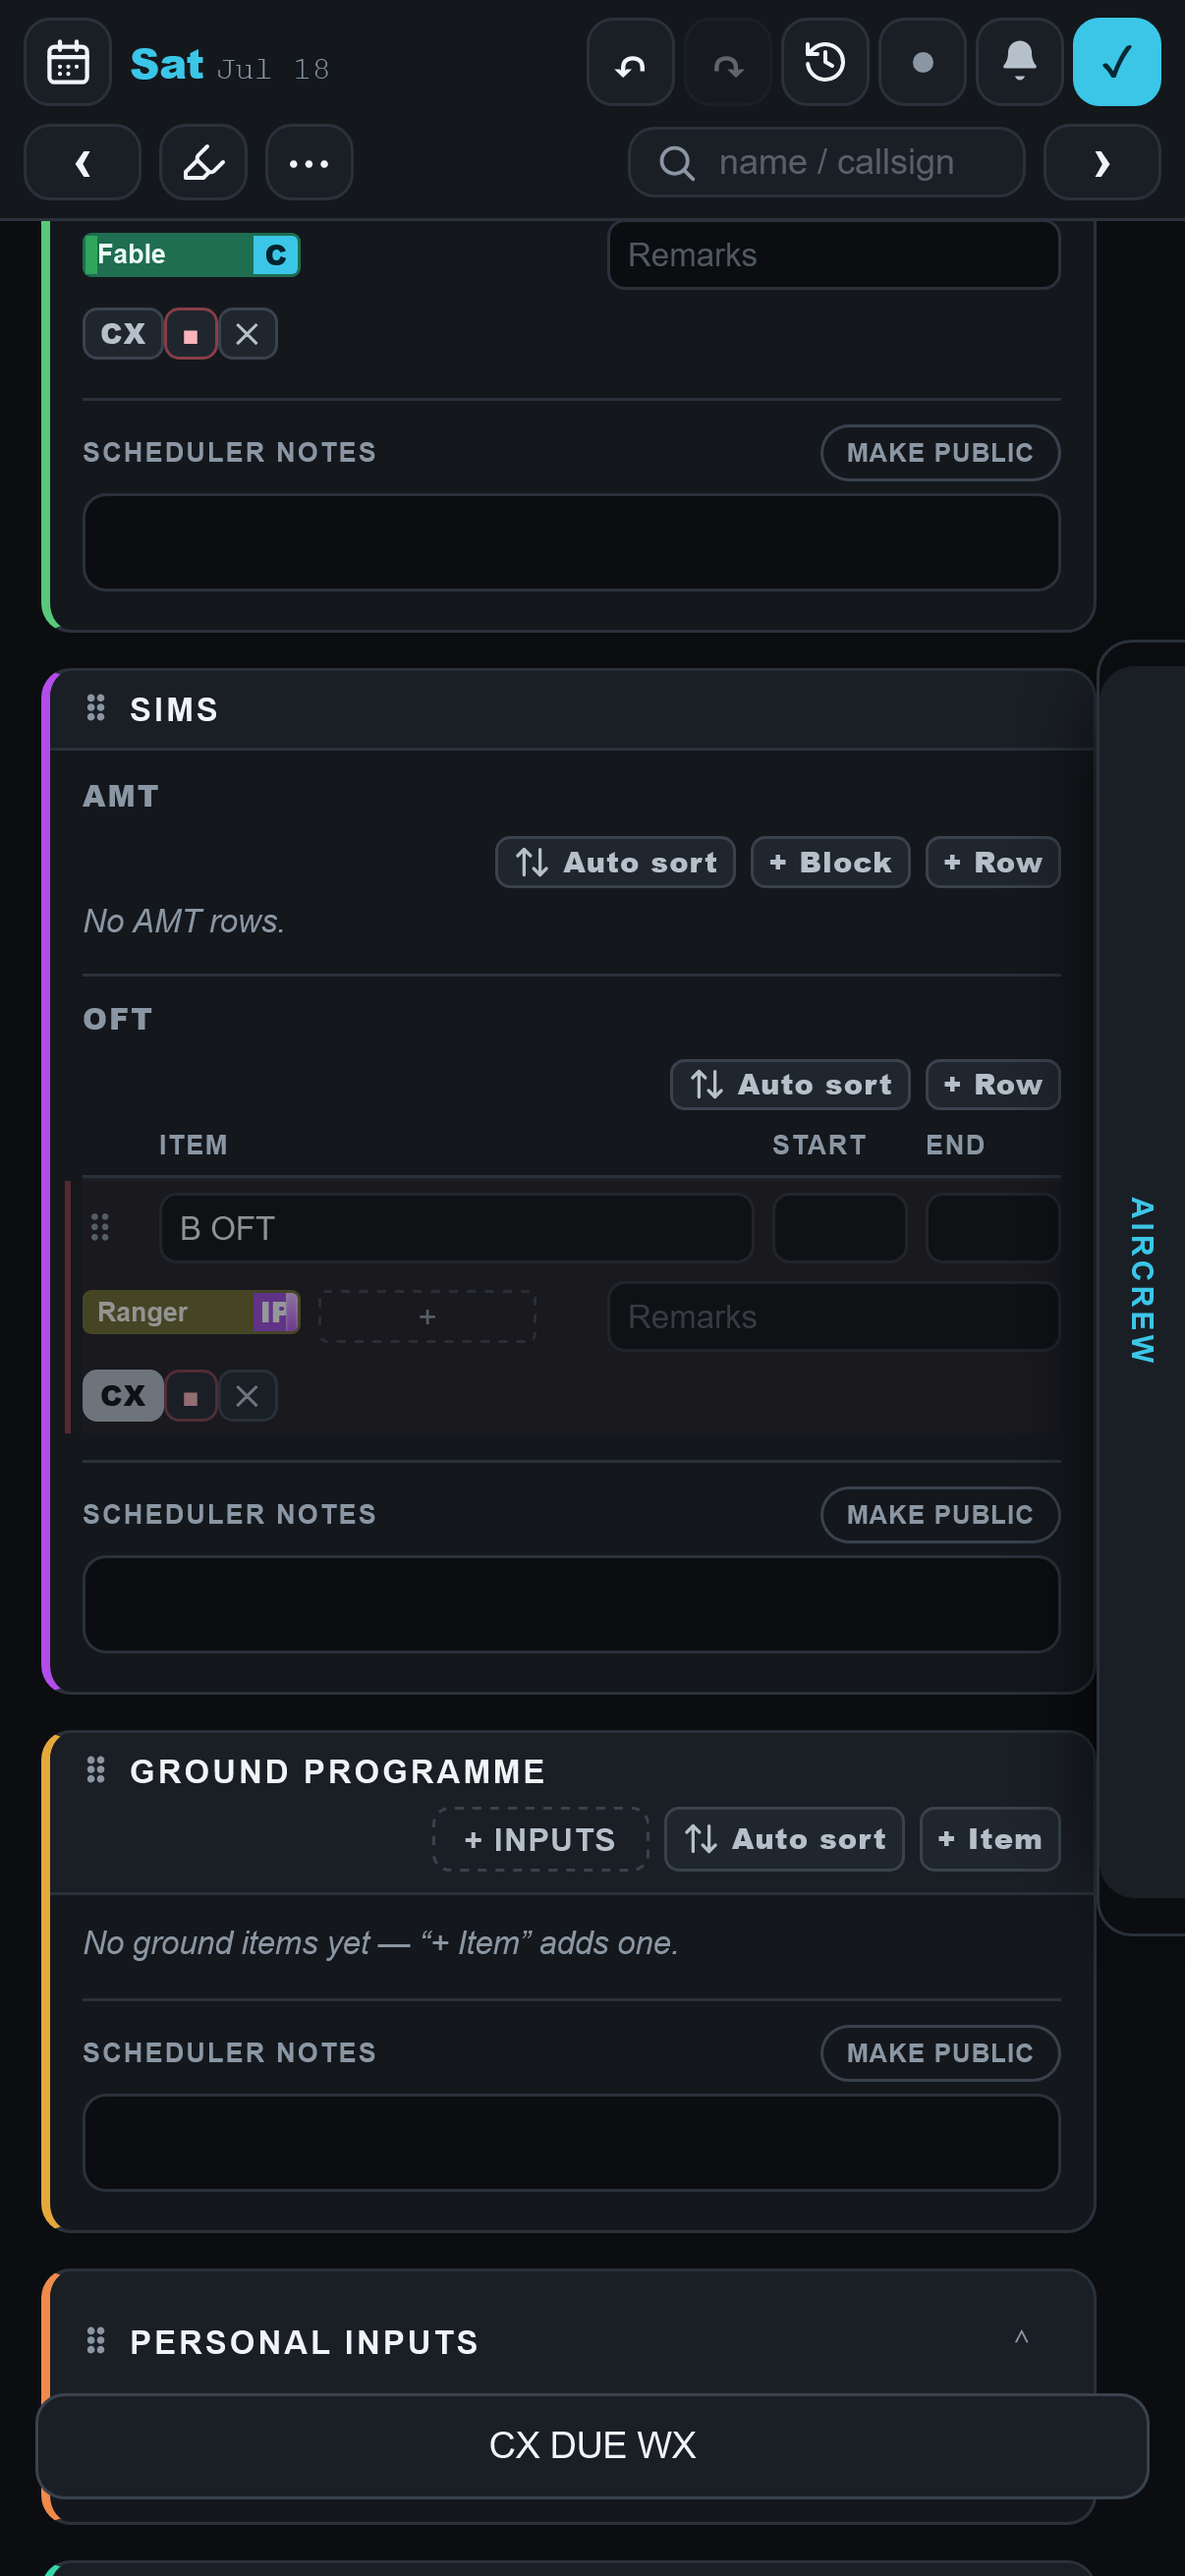 Sat Jul 18
✓
‹ ••• name / callsign ›
Fable C Remarks
CX ■ ×
SCHEDULER NOTES MAKE PUBLIC
SIMS
AMT
Auto sort + Block + Row
No AMT rows.
OFT
Auto sort + Row
ITEM START END
B OFT
Ranger IP + Remarks
CX ■ ×
SCHEDULER NOTES MAKE PUBLIC
AIRCREW
GROUND PROGRAMME
+ INPUTS Auto sort + Item
No ground items yet — “+ Item” adds one.
SCHEDULER NOTES MAKE PUBLIC
PERSONAL INPUTS ^
CX DUE WX